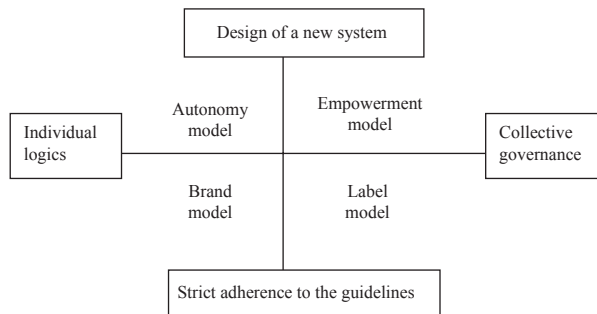 Design of a new system
Autonomy
model
Empowerment
model
Individual
logics
Collective
governance
Brand
model
Label
model
Strict adherence to the guidelines